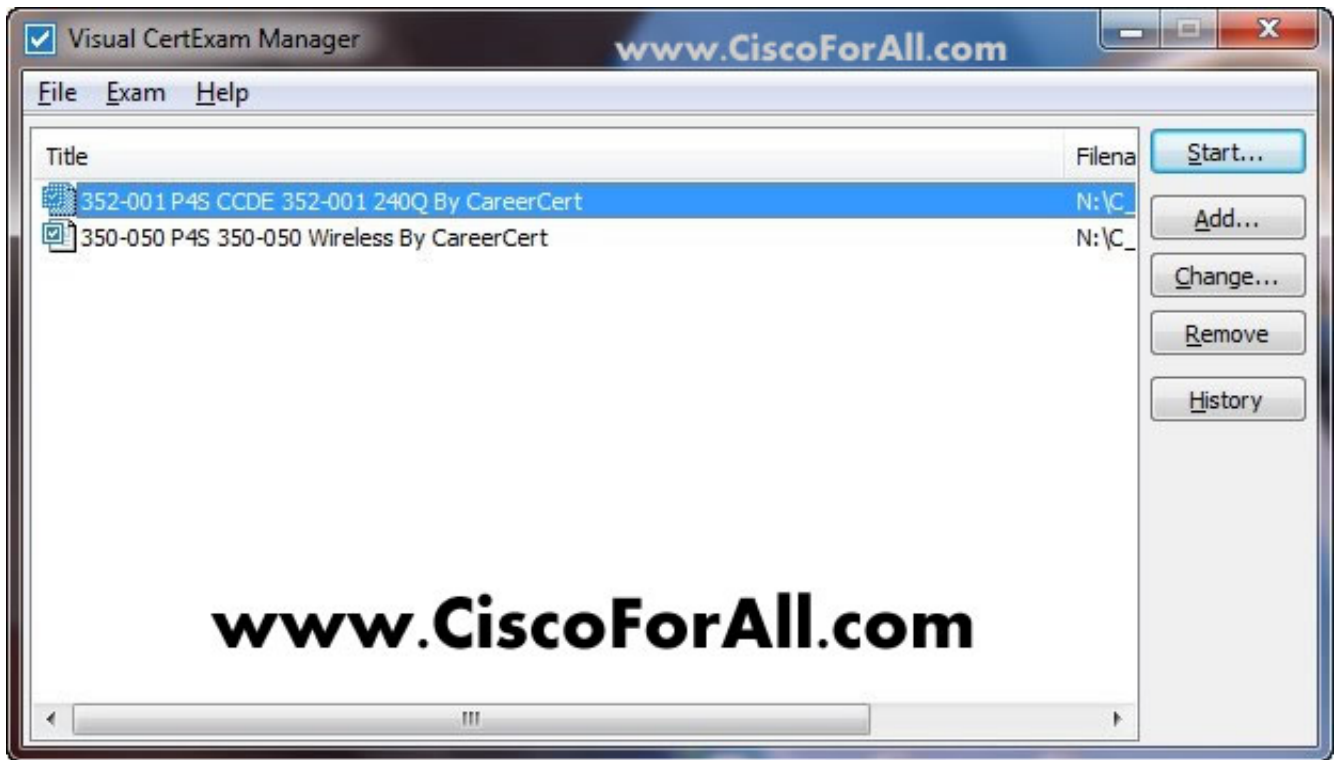 Visual CertExam Manager
www.CiscoForAll.com
File Exam Help
Title Filena
352-001 P4S CCDE 352-001 240Q By CareerCert N:\C_
350-050 P4S 350-050 Wireless By CareerCert N:\C_
Start...
Add...
Change...
Remove
History
www.CiscoForAll.com